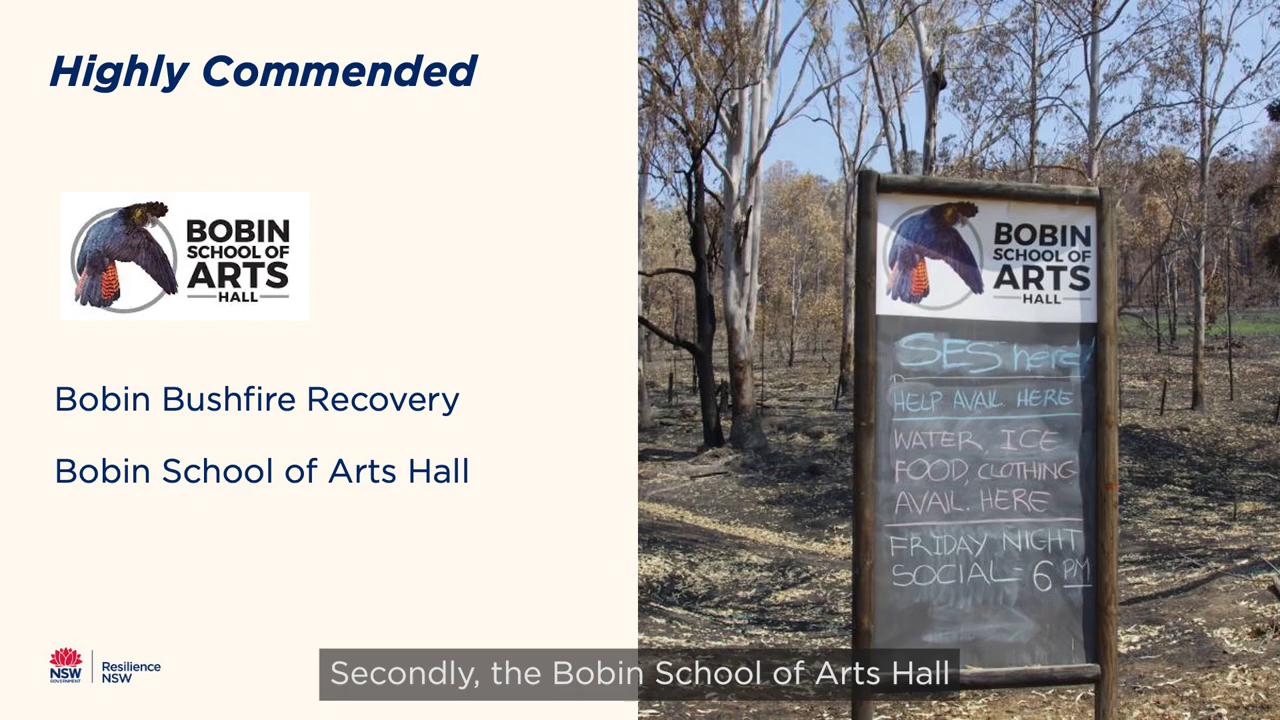 Highly Commended
BOBIN
SCHOOL OF
ARTS
HALL
Bobin Bushfire Recovery
Bobin School of Arts Hall
NSW
GOVERNMENT
Resilience
NSW
BOBIN
SCHOOL OF
ARTS
HALL
SES here!
HELP AVAIL. HERE
WATER, ICE
FOOD, CLOTHING
AVAIL. HERE
FRIDAY NIGHT
SOCIAL - 6 PM
Secondly, the Bobin School of Arts Hall